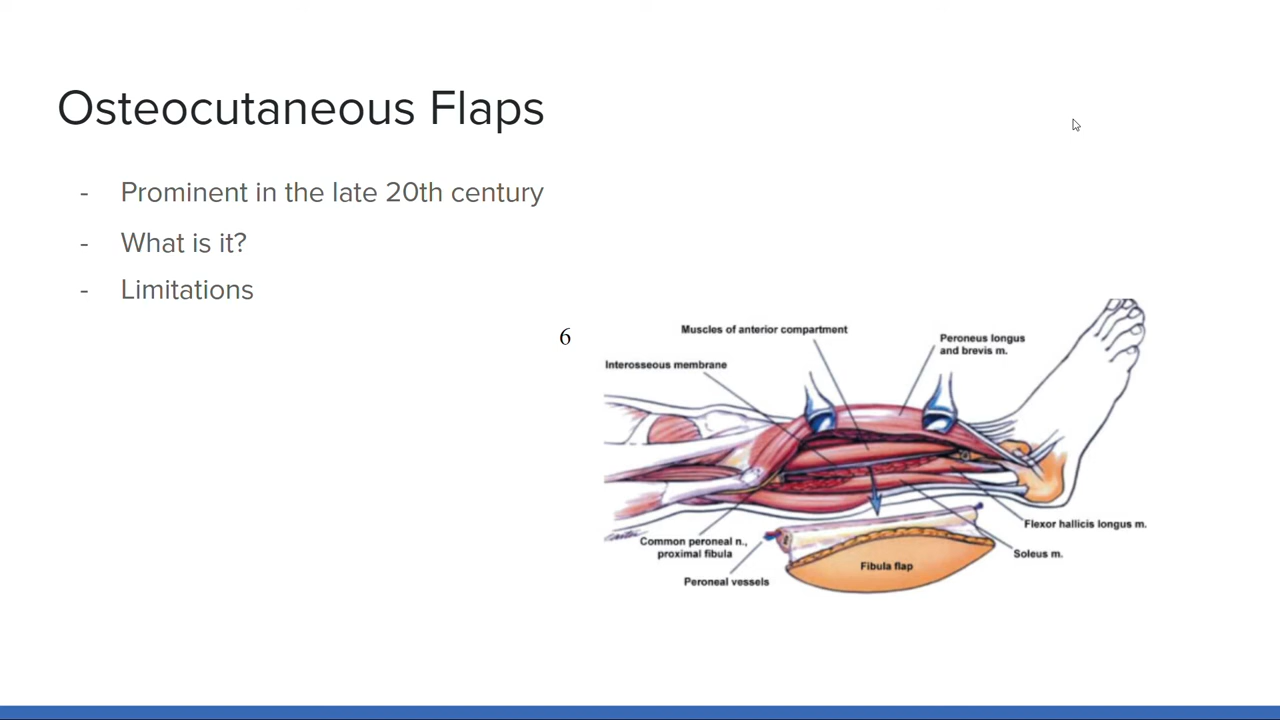 Osteocutaneous Flaps
- Prominent in the late 20th century
- What is it?
- Limitations
6
Muscles of anterior compartment
Peroneus longus
and brevis m.
Interosseous membrane
Common peroneal n.,
proximal fibula
Peroneal vessels
Fibula flap
Flexor hallicis longus m.
Soleus m.